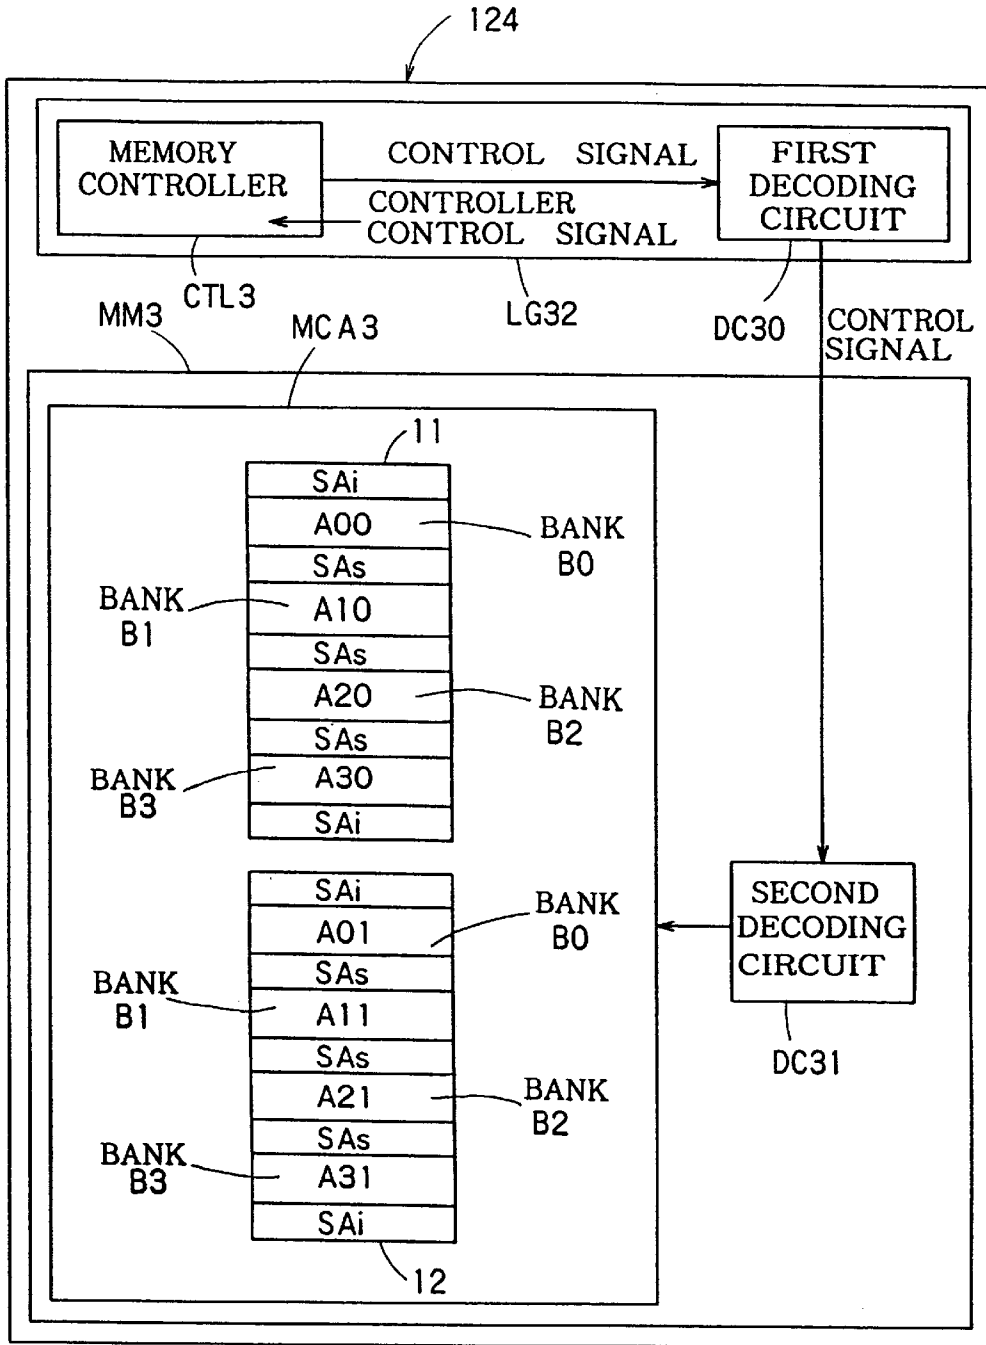 124
MEMORY
CONTROLLER
CONTROL SIGNAL
CONTROLLER
CONTROL SIGNAL
FIRST
DECODING
CIRCUIT
CTL3
LG32
DC30
CONTROL
SIGNAL
MM3
MCA3
11
SAi
A00
BANK
B0
SAs
BANK
B1
A10
SAs
A20
BANK
B2
SAs
BANK
B3
A30
SAi
SAi
A01
BANK
B0
SAs
BANK
B1
A11
SAs
A21
BANK
B2
SAs
BANK
B3
A31
SAi
12
SECOND
DECODING
CIRCUIT
DC31